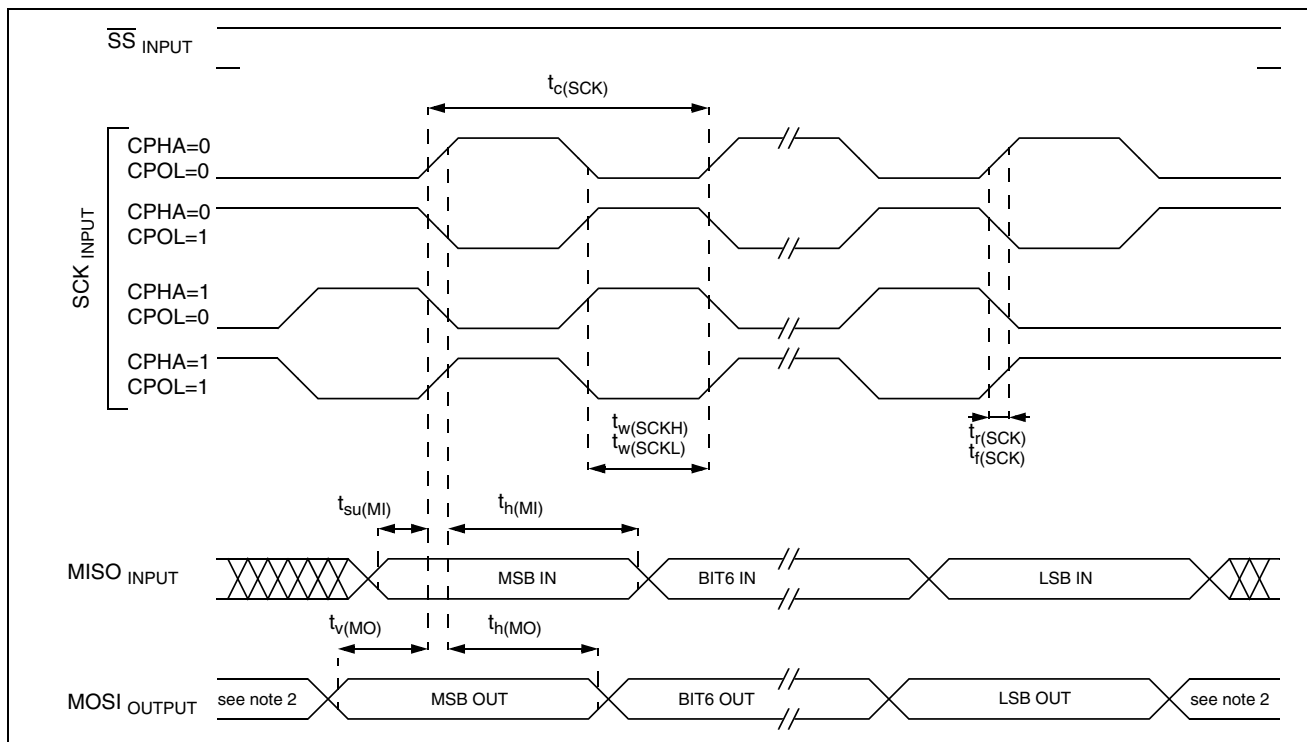 SS INPUT
tc(SCK)
SCK INPUT
CPHA=0
CPOL=0
CPHA=0
CPOL=1
CPHA=1
CPOL=0
CPHA=1
CPOL=1
tw(SCKH)
tw(SCKL)
tr(SCK)
tf(SCK)
tsu(MI)
th(MI)
MISO INPUT
MSB IN
BIT6 IN
LSB IN
tv(MO)
th(MO)
MOSI OUTPUT
see note 2
MSB OUT
BIT6 OUT
LSB OUT
see note 2